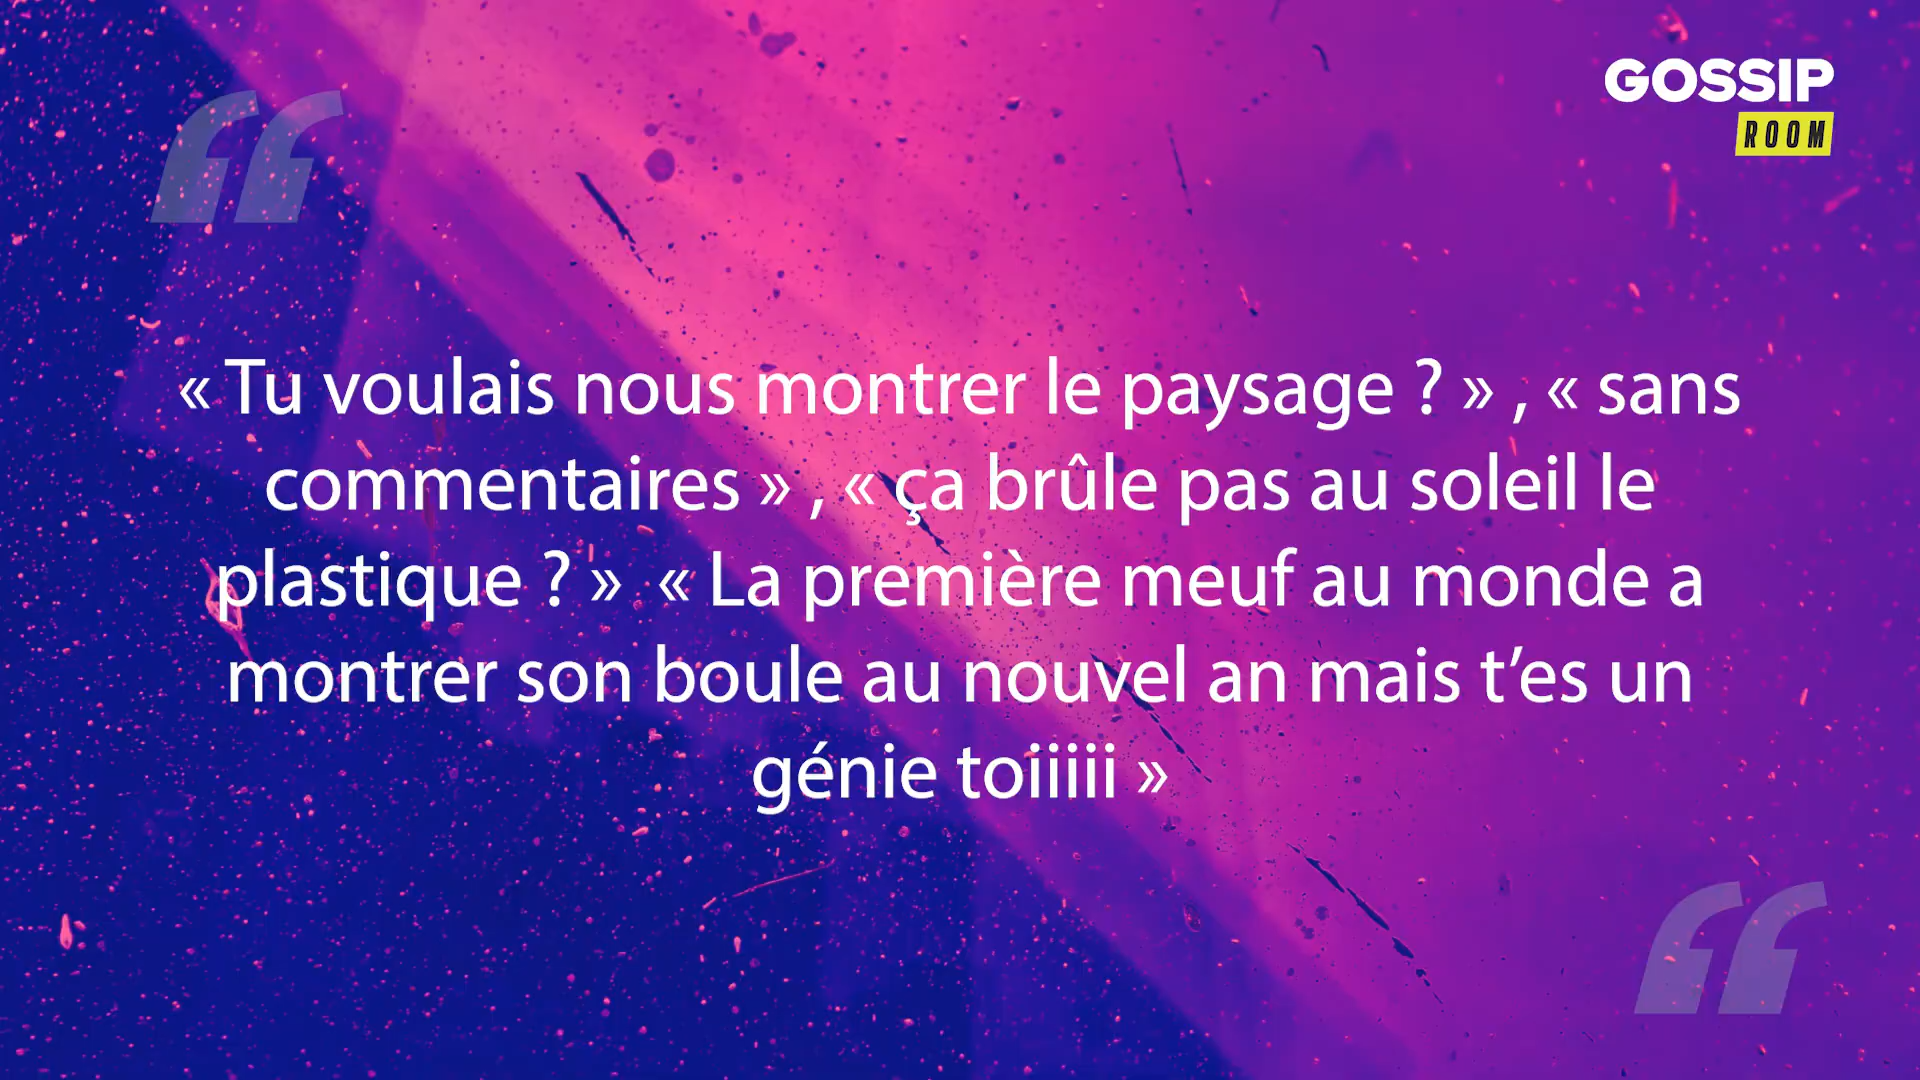 GOSSIP
ROOM
« Tu voulais nous montrer le paysage ? » , « sans
commentaires » , « ça brûle pas au soleil le
plastique ? »  « La première meuf au monde a
montrer son boule au nouvel an mais t’es un
génie toiiiii »